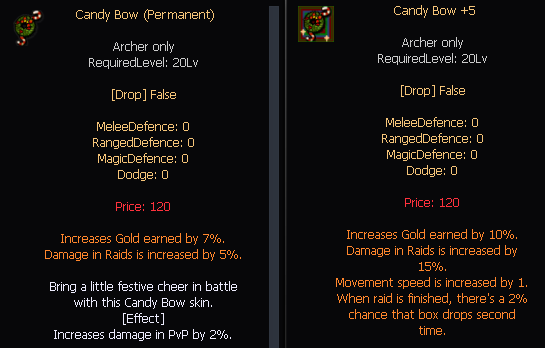 Candy Bow (Permanent)
Archer only
RequiredLevel: 20Lv
[Drop] False
MeleeDefence: 0
RangedDefence: 0
MagicDefence: 0
Dodge: 0
Price: 120
Increases Gold earned by 7%.
Damage in Raids is increased by 5%.
Bring a little festive cheer in battle
with this Candy Bow skin.
[Effect]
Increases damage in PvP by 2%.
Candy Bow +5
Archer only
RequiredLevel: 20Lv
[Drop] False
MeleeDefence: 0
RangedDefence: 0
MagicDefence: 0
Dodge: 0
Price: 120
Increases Gold earned by 10%.
Damage in Raids is increased by
15%.
Movement speed is increased by 1.
When raid is finished, there's a 2%
chance that box drops second
time.